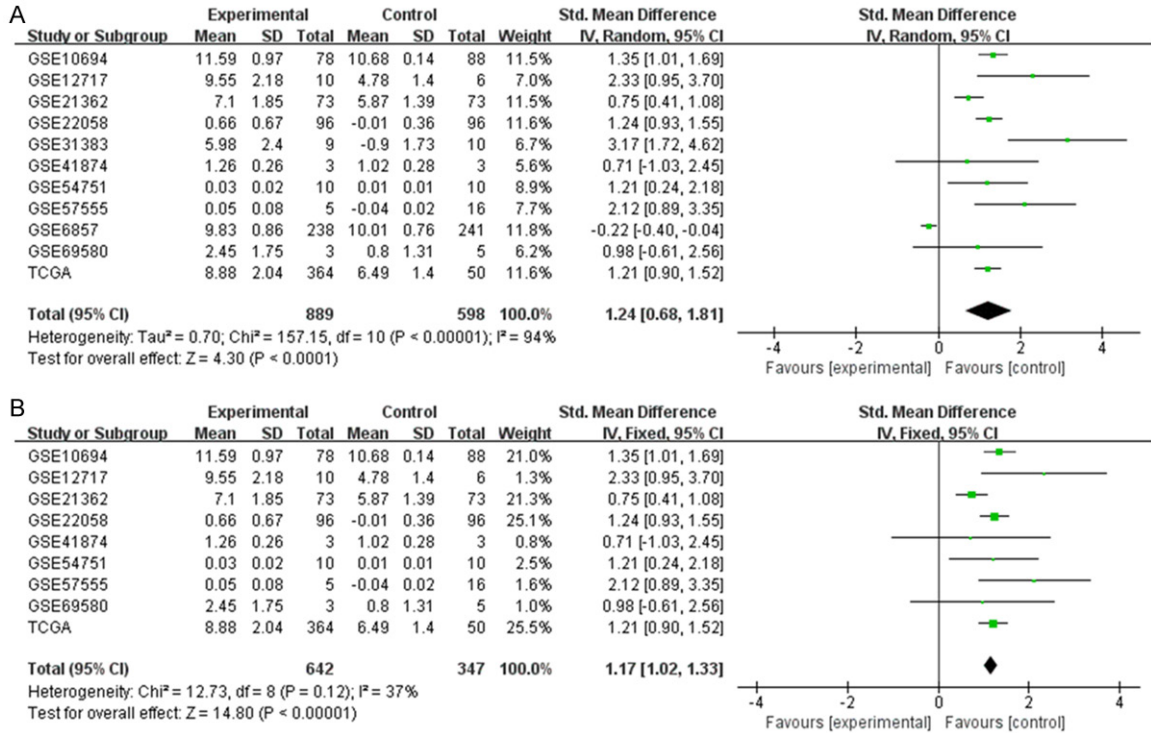 A
Experimental Control Std. Mean Difference Std. Mean Difference
Study or Subgroup Mean SD Total Mean SD Total Weight IV, Random, 95% CI IV, Random, 95% CI
GSE10694 11.59 0.97 78 10.68 0.14 88 11.5% 1.35 [1.01, 1.69]
GSE12717 9.55 2.18 10 4.78 1.4 6 7.0% 2.33 [0.95, 3.70]
GSE21362 7.1 1.85 73 5.87 1.39 73 11.5% 0.75 [0.41, 1.08]
GSE22058 0.66 0.67 96 -0.01 0.36 96 11.6% 1.24 [0.93, 1.55]
GSE31383 5.98 2.4 9 -0.9 1.73 10 6.7% 3.17 [1.72, 4.62]
GSE41874 1.26 0.26 3 1.02 0.28 3 5.6% 0.71 [-1.03, 2.45]
GSE54751 0.03 0.02 10 0.01 0.01 10 8.9% 1.21 [0.24, 2.18]
GSE57555 0.05 0.08 5 -0.04 0.02 16 7.7% 2.12 [0.89, 3.35]
GSE6857 9.83 0.86 238 10.01 0.76 241 11.8% -0.22 [-0.40, -0.04]
GSE69580 2.45 1.75 3 0.8 1.31 5 6.2% 0.98 [-0.61, 2.56]
TCGA 8.88 2.04 364 6.49 1.4 50 11.6% 1.21 [0.90, 1.52]
Total (95% CI) 889 598 100.0% 1.24 [0.68, 1.81]
Heterogeneity: Tau² = 0.70; Chi² = 157.15, df = 10 (P < 0.00001); I² = 94%
Test for overall effect: Z = 4.30 (P < 0.0001)
-4 -2 0 2 4
Favours [experimental] Favours [control]
B
Experimental Control Std. Mean Difference Std. Mean Difference
Study or Subgroup Mean SD Total Mean SD Total Weight IV, Fixed, 95% CI IV, Fixed, 95% CI
GSE10694 11.59 0.97 78 10.68 0.14 88 21.0% 1.35 [1.01, 1.69]
GSE12717 9.55 2.18 10 4.78 1.4 6 1.3% 2.33 [0.95, 3.70]
GSE21362 7.1 1.85 73 5.87 1.39 73 21.3% 0.75 [0.41, 1.08]
GSE22058 0.66 0.67 96 -0.01 0.36 96 25.1% 1.24 [0.93, 1.55]
GSE41874 1.26 0.26 3 1.02 0.28 3 0.8% 0.71 [-1.03, 2.45]
GSE54751 0.03 0.02 10 0.01 0.01 10 2.5% 1.21 [0.24, 2.18]
GSE57555 0.05 0.08 5 -0.04 0.02 16 1.6% 2.12 [0.89, 3.35]
GSE69580 2.45 1.75 3 0.8 1.31 5 1.0% 0.98 [-0.61, 2.56]
TCGA 8.88 2.04 364 6.49 1.4 50 25.5% 1.21 [0.90, 1.52]
Total (95% CI) 642 347 100.0% 1.17 [1.02, 1.33]
Heterogeneity: Chi² = 12.73, df = 8 (P = 0.12); I² = 37%
Test for overall effect: Z = 14.80 (P < 0.00001)
-4 -2 0 2 4
Favours [experimental] Favours [control]